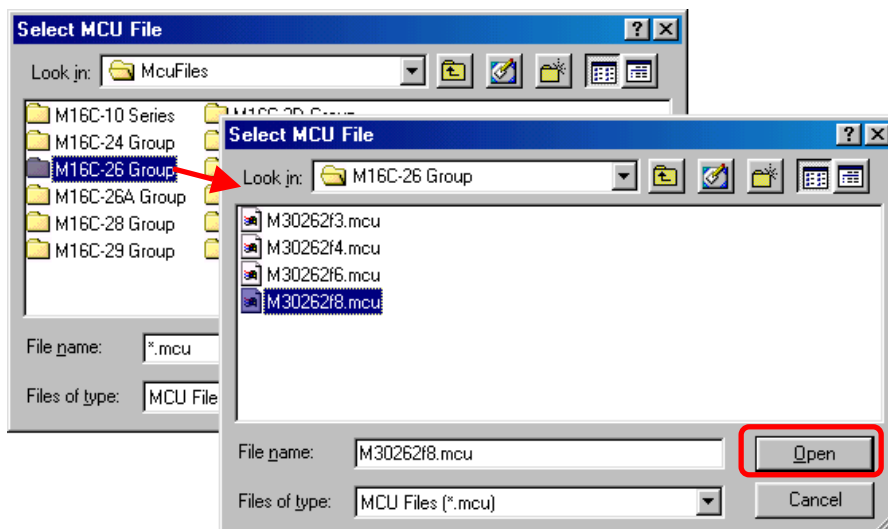 Select MCU File
Look in: McuFiles
M16C-10 Series
M16C-24 Group
M16C-26 Group
M16C-26A Group
M16C-28 Group
M16C-29 Group
File name: *.mcu
Files of type: MCU File
Select MCU File
Look in: M16C-26 Group
M30262f3.mcu
M30262f4.mcu
M30262f6.mcu
M30262f8.mcu
File name: M30262f8.mcu
Open
Files of type: MCU Files (*.mcu)
Cancel